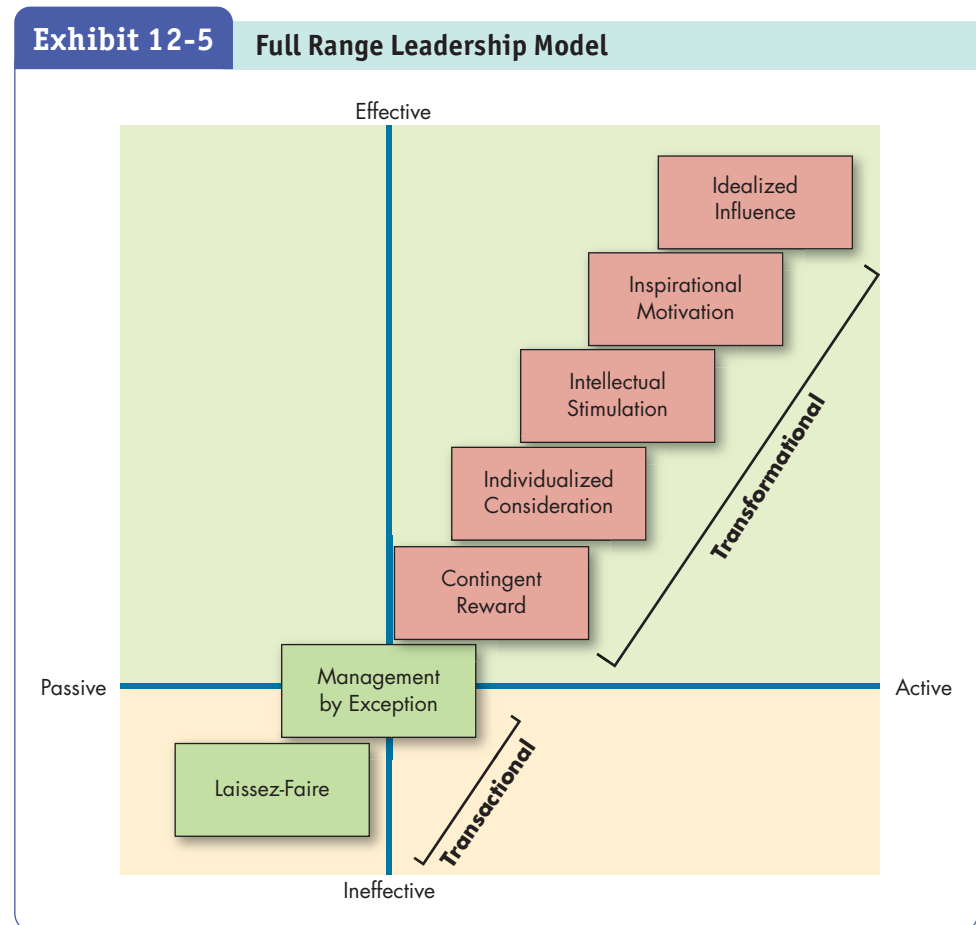 Exhibit 12-5
Full Range Leadership Model
Effective
Idealized
Influence
Inspirational
Motivation
Intellectual
Stimulation
Individualized
Consideration
Transformational
Contingent
Reward
Management
by Exception
Passive
Active
Laissez-Faire
Transactional
Ineffective